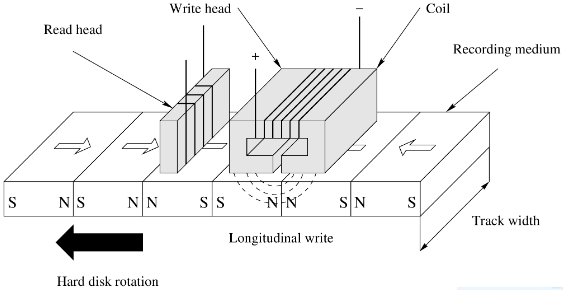 Write head
−
Coil
Read head
+
Recording medium
S N S N N S S N N S N S
Track width
Longitudinal write
Hard disk rotation